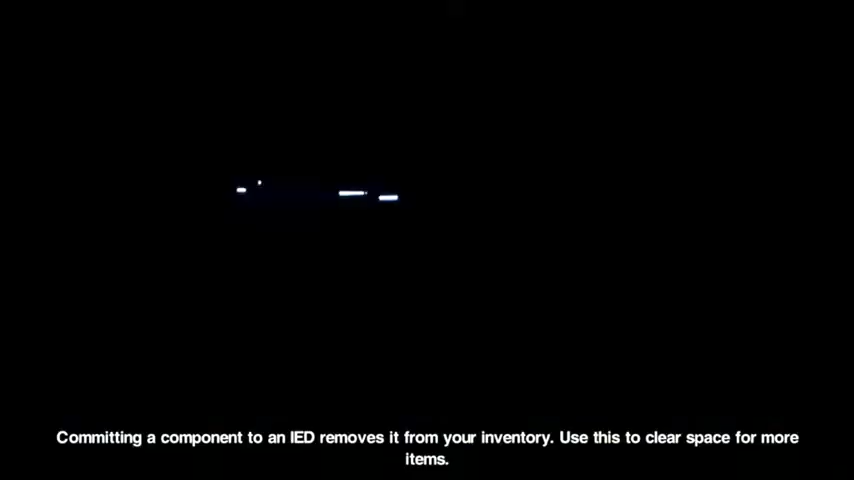 Committing a component to an IED removes it from your inventory. Use this to clear space for more
items.